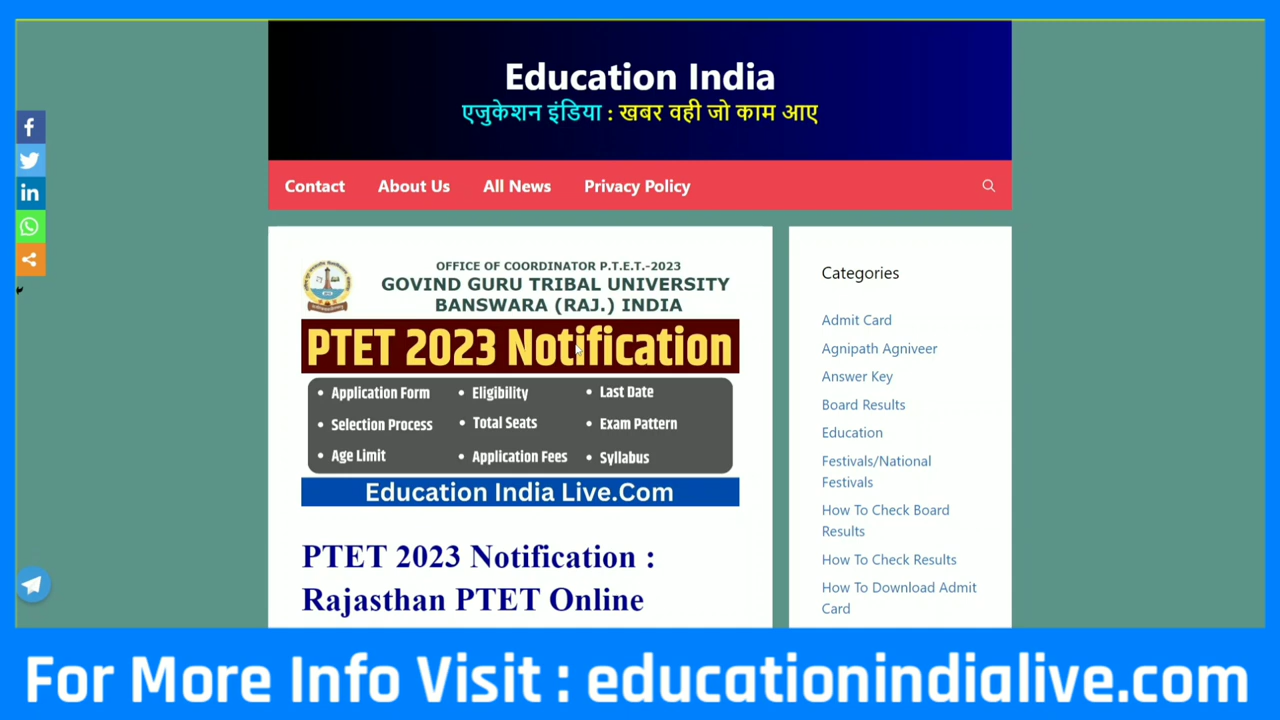 Education India
एजुकेशन इंडिया : खबर वही जो काम आए
Contact
About Us
All News
Privacy Policy
OFFICE OF COORDINATOR P.T.E.T.-2023
GOVIND GURU TRIBAL UNIVERSITY
BANSWARA (RAJ.) INDIA
PTET 2023 Notification
• Application Form
• Eligibility
• Last Date
• Selection Process
• Total Seats
• Exam Pattern
• Age Limit
• Application Fees
• Syllabus
Education India Live.Com
PTET 2023 Notification :
Rajasthan PTET Online
Categories
Admit Card
Agnipath Agniveer
Answer Key
Board Results
Education
Festivals/National
Festivals
How To Check Board
Results
How To Check Results
How To Download Admit
Card
For More Info Visit : educationindialive.com